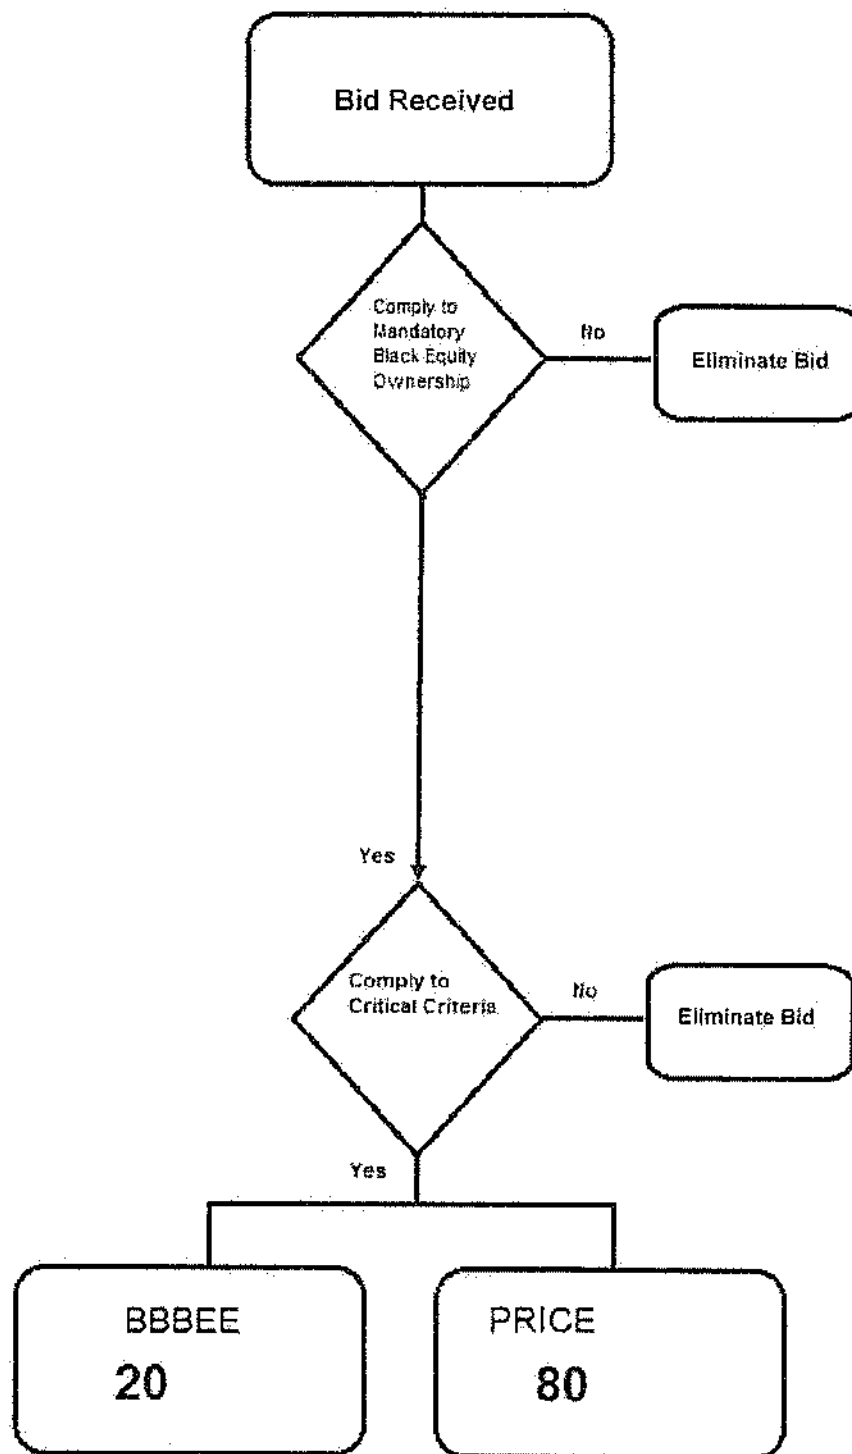 Bid Received
Comply to
Mandatory
Black Equity
Ownership
No
Eliminate Bid
Yes
Comply to
Critical Criteria
No
Eliminate Bid
Yes
BBBEE
20
PRICE
80